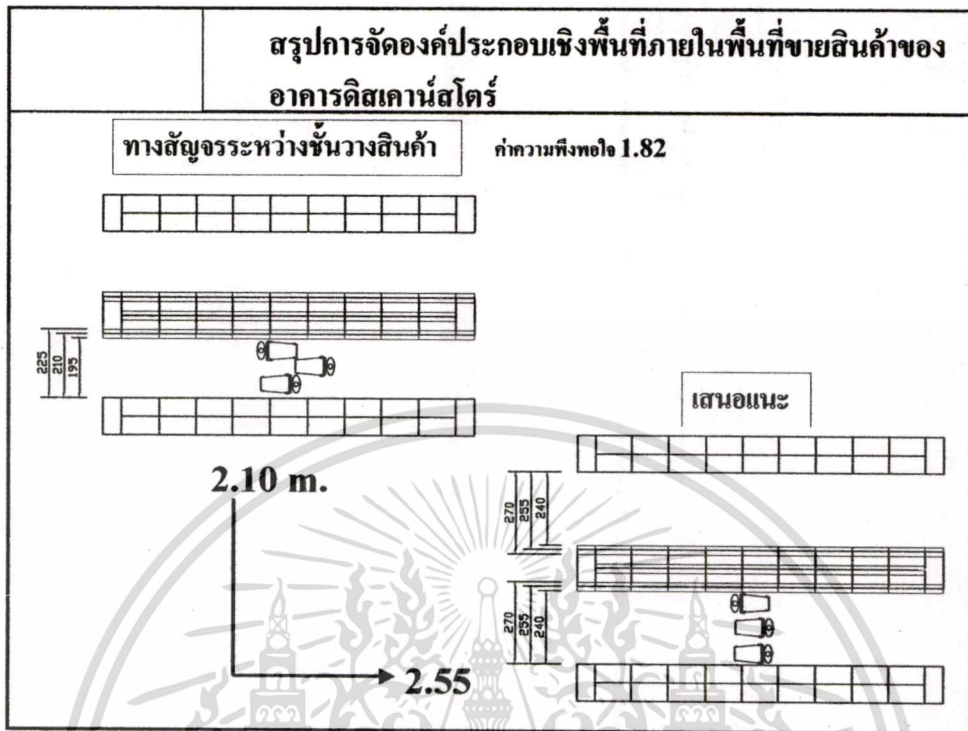 สรุปการจัดองค์ประกอบเชิงพื้นที่ภายในพื้นที่ขายสินค้าของ
อาคารดิสเคาน์สโตร์
ทางสัญจรระหว่างชั้นวางสินค้า
ค่าความพึงพอใจ 1.82
225
210
195
2.10 m.
2.55
เสนอแนะ
270
255
240
270
255
240